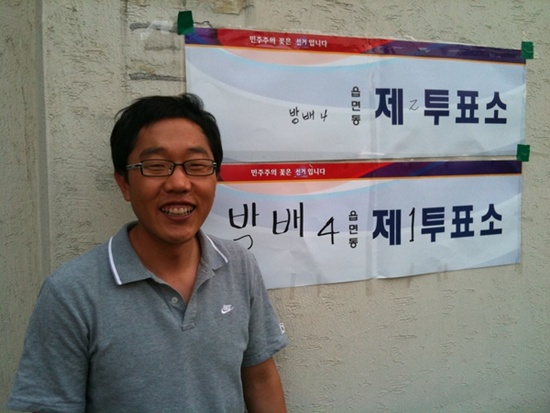 민주주의 꽃은 선거 입니다
방배4 읍면동 제2투표소
민주주의 꽃은 선거 입니다
박배4 읍면동 제1투표소